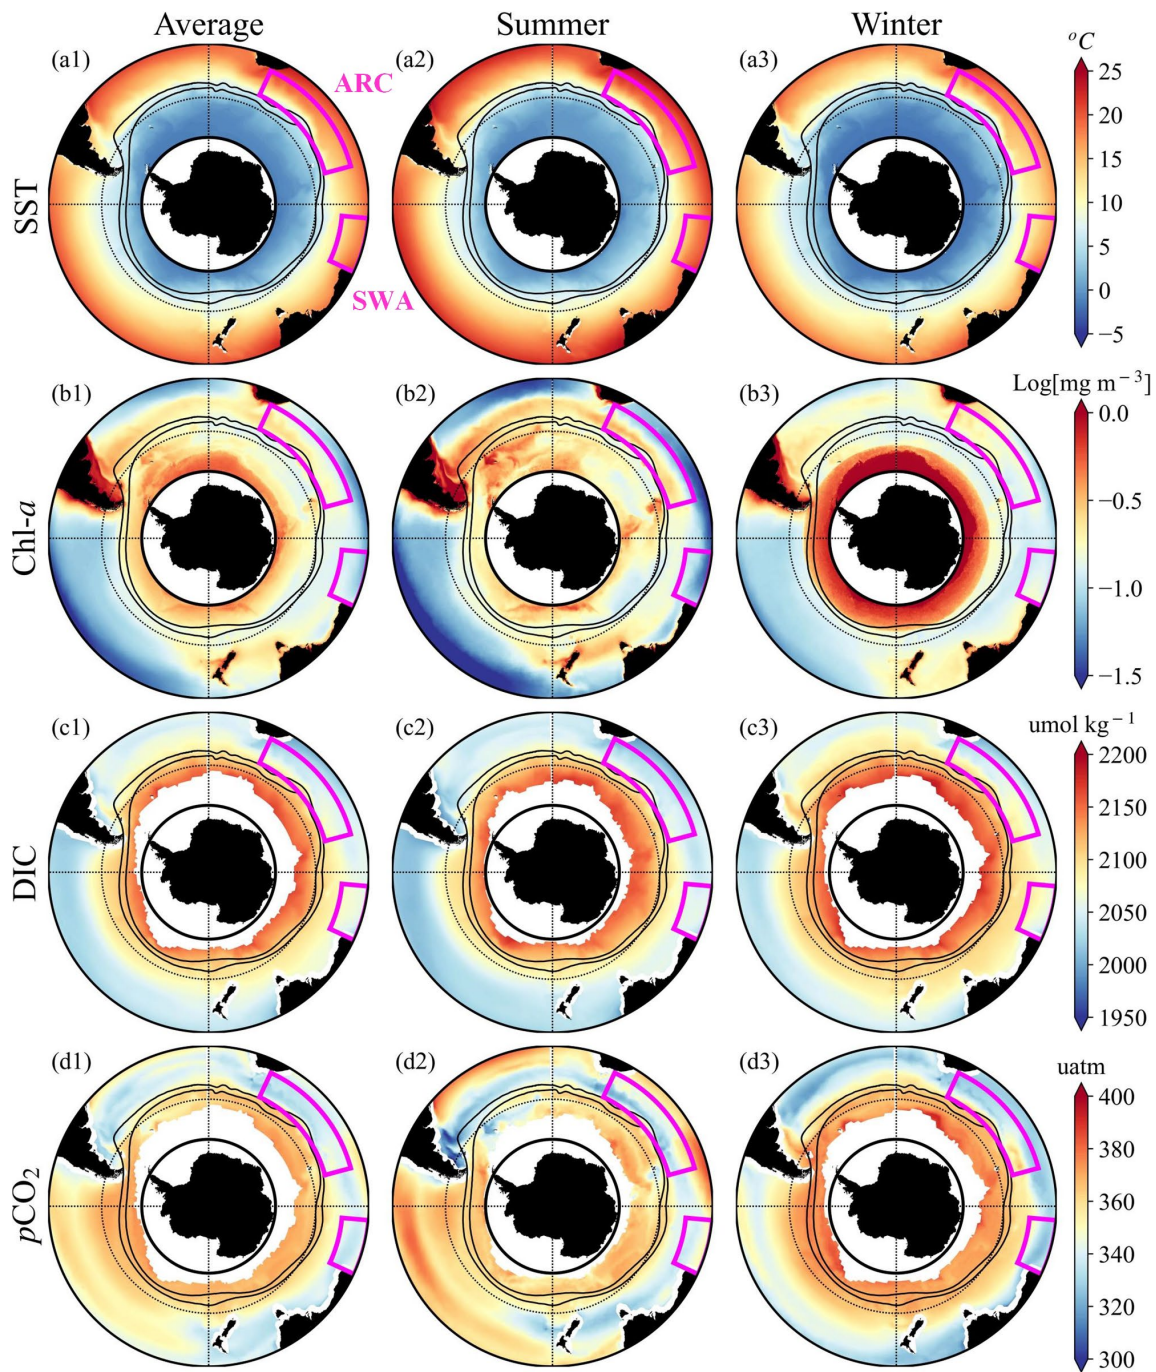 Average
Summer
Winter
(a1)
(a2)
(a3)
°C
ARC
SWA
SST
25
20
15
10
5
0
−5
(b1)
(b2)
(b3)
Log[mg m⁻³]
Chl-a
0.0
−0.5
−1.0
−1.5
(c1)
(c2)
(c3)
umol kg⁻¹
DIC
2200
2150
2100
2050
2000
1950
(d1)
(d2)
(d3)
uatm
pCO₂
400
380
360
340
320
300